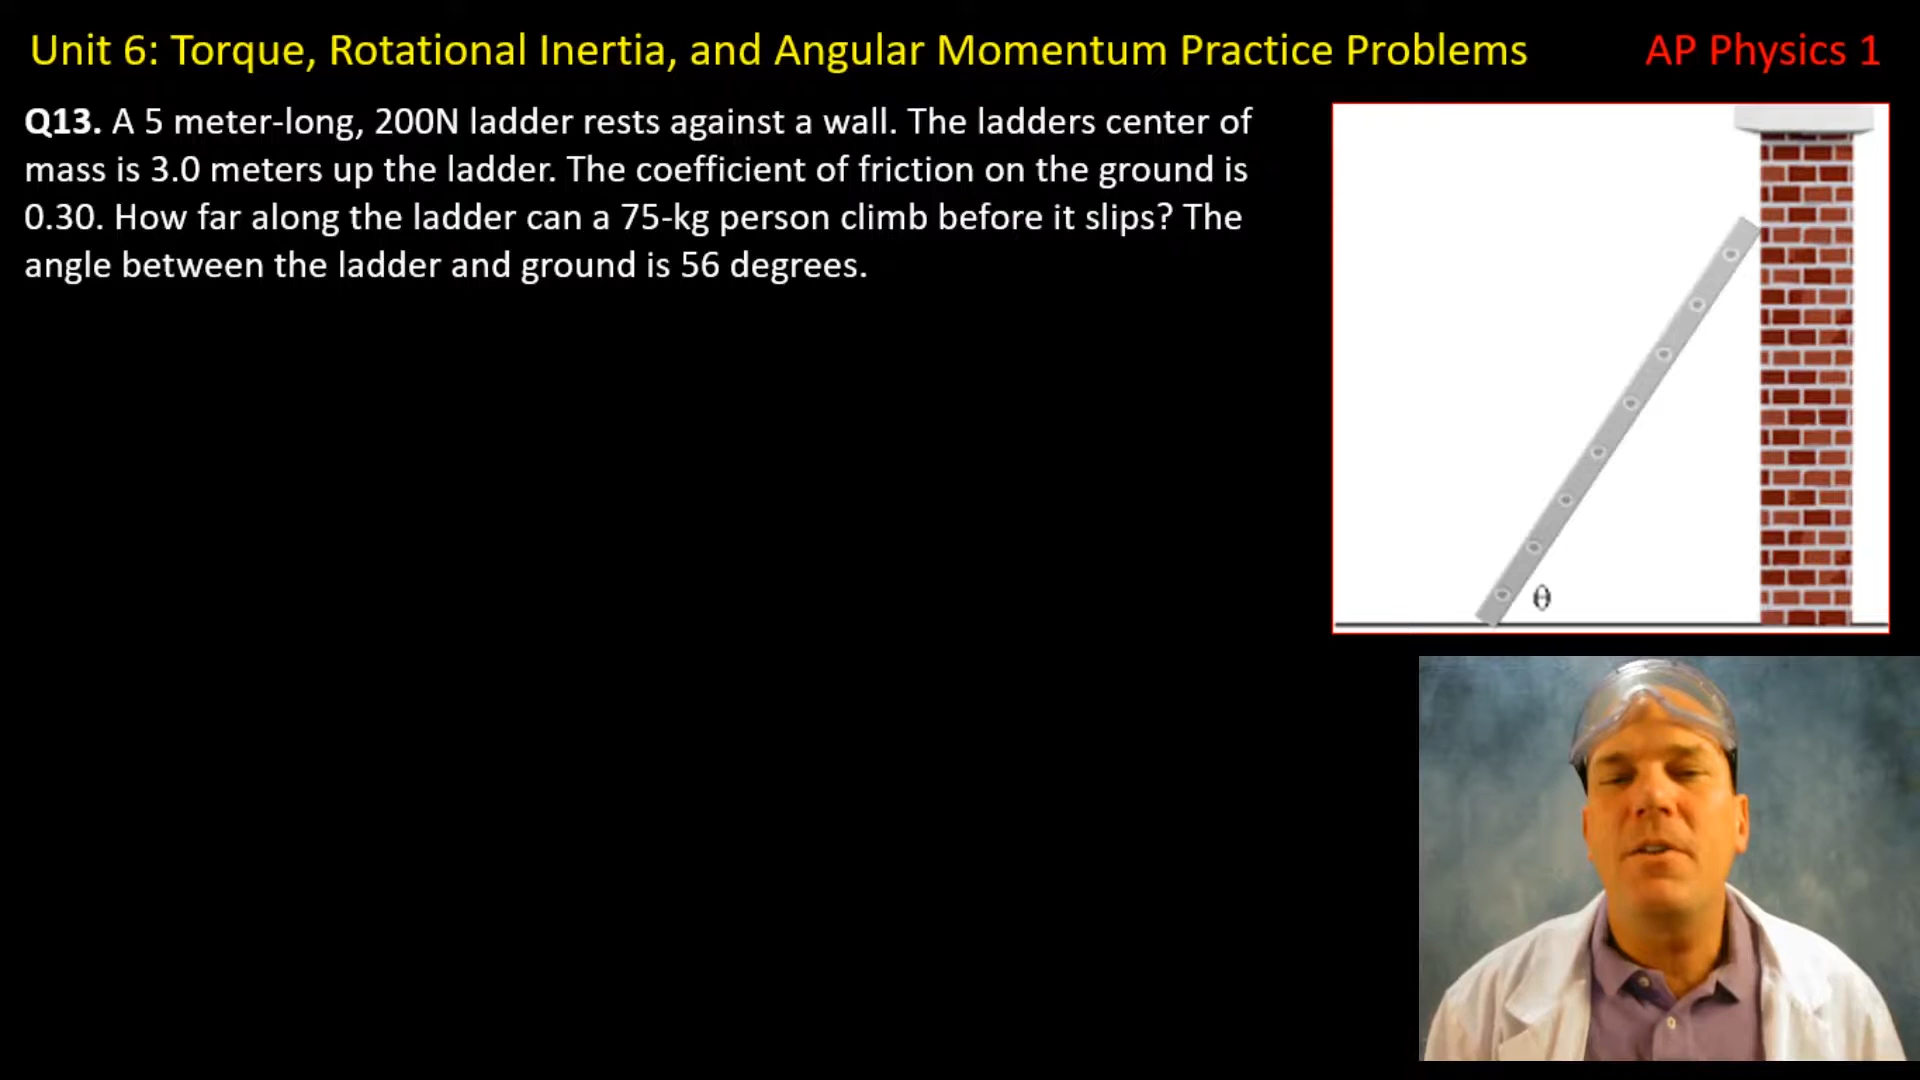 Unit 6: Torque, Rotational Inertia, and Angular Momentum Practice Problems AP Physics 1
Q13. A 5 meter-long, 200N ladder rests against a wall. The ladders center of
mass is 3.0 meters up the ladder. The coefficient of friction on the ground is
0.30. How far along the ladder can a 75-kg person climb before it slips? The
angle between the ladder and ground is 56 degrees.
θ